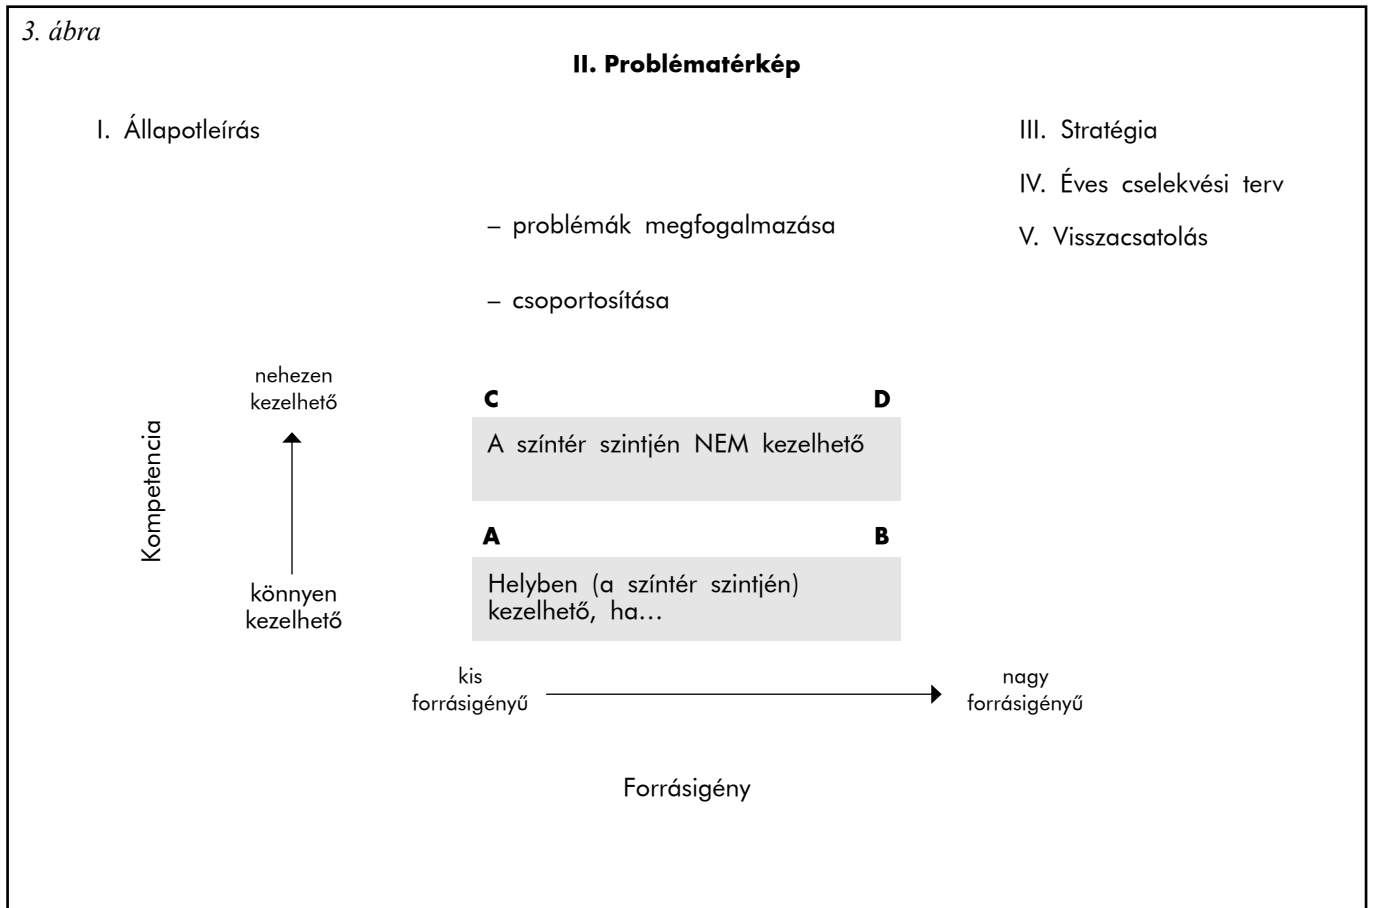 3. ábra
II. Problématérkép
I. Állapotleírás
III. Stratégia
IV. Éves cselekvési terv
– problémák megfogalmazása
V. Visszacsatolás
– csoportosítása
nehezen
kezelhető
C
D
A színtér szintjén NEM kezelhető
Kompetencia
A
B
Helyben (a színtér szintjén)
kezelhető, ha...
könnyen
kezelhető
kis
forrásigényű
nagy
forrásigényű
Forrásigény